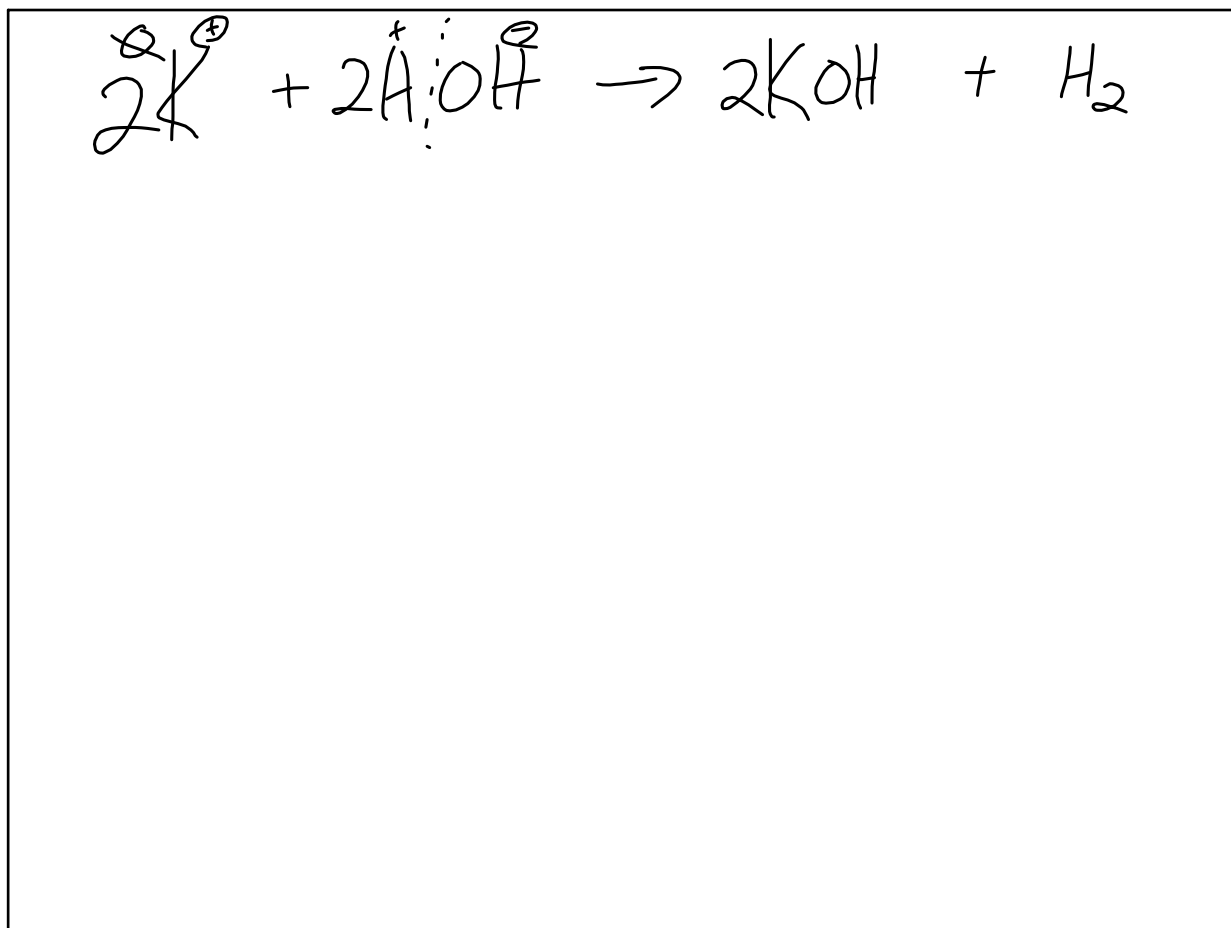 2K⁺ + 2H⁺ ⋮ OH⁻ → 2KOH + H₂